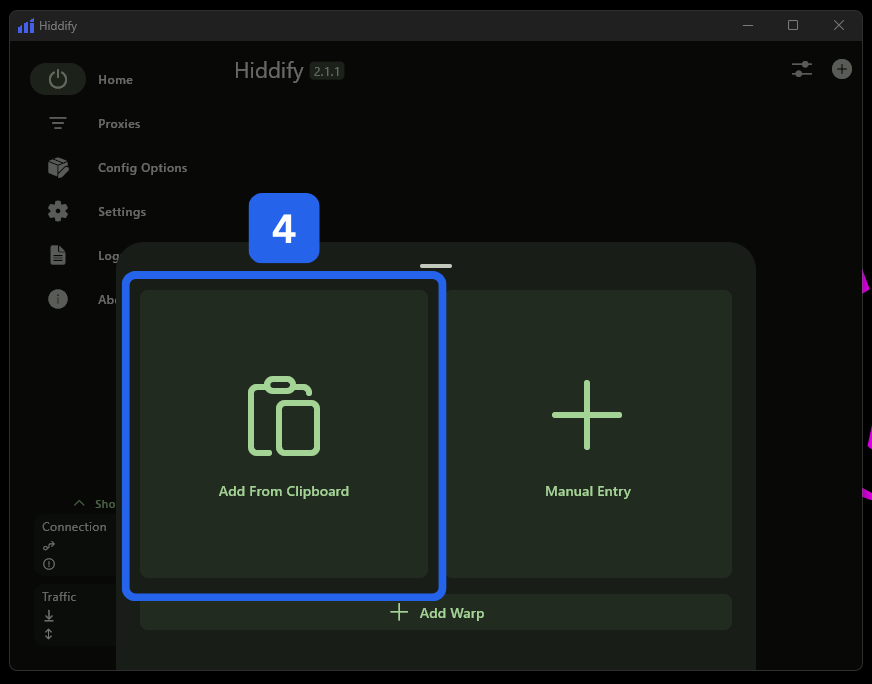 Hiddify
Home
Hiddify 2.1.1
Proxies
Config Options
Settings
4
Log
Abo
Add From Clipboard
Manual Entry
Sho
Connection
Traffic
Add Warp